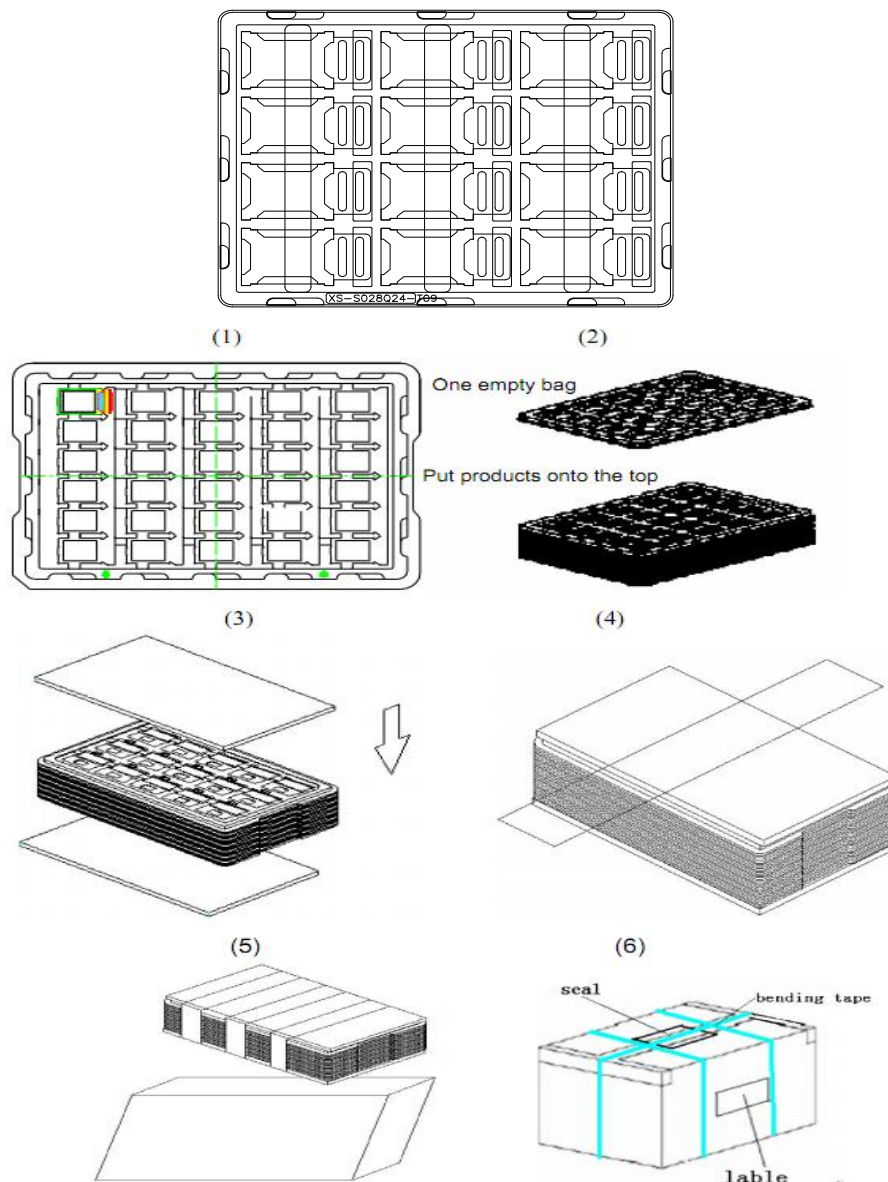 XS-S028Q24-T09
(1)
(2)
One empty bag
Put products onto the top
(3)
(4)
(5)
(6)
seal
bending tape
lable